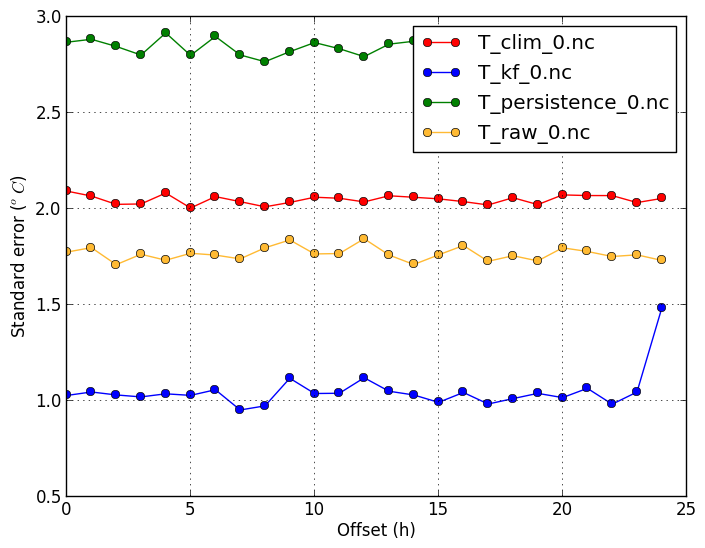 3.0
2.5
2.0
1.5
1.0
0.5
Standard error (° C)
T_clim_0.nc
T_kf_0.nc
T_persistence_0.nc
T_raw_0.nc
0 5 10 15 20 25
Offset (h)